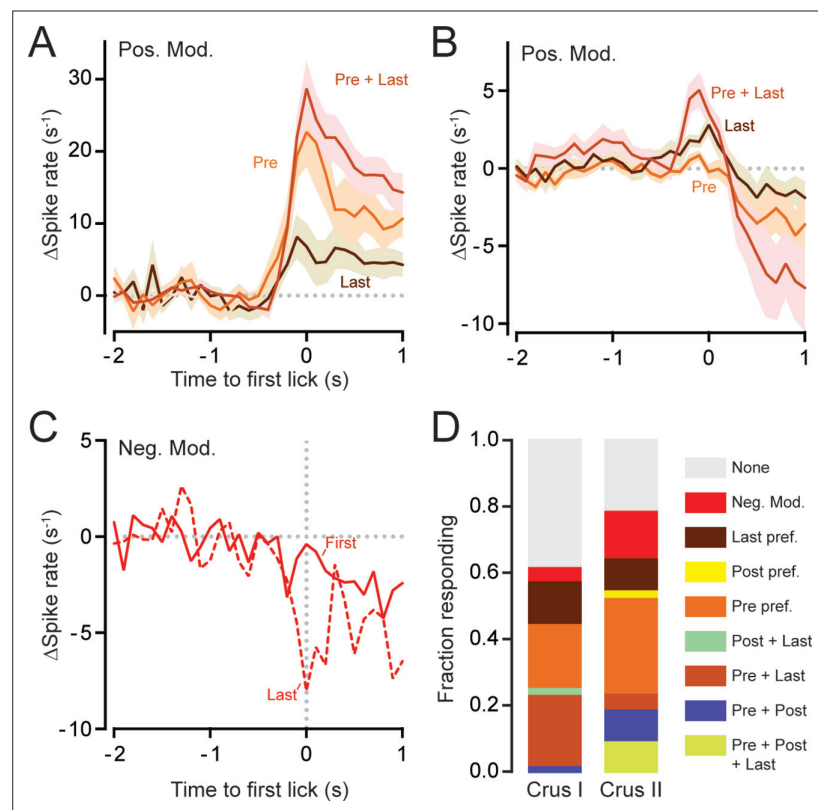 A
Pos. Mod.
ΔSpike rate (s⁻¹)
30
20
10
0
Pre + Last
Pre
Last
-2
-1
0
1
Time to first lick (s)
B
Pos. Mod.
ΔSpike rate (s⁻¹)
5
0
-5
-10
Pre + Last
Last
Pre
-2
-1
0
1
C
Neg. Mod.
ΔSpike rate (s⁻¹)
5
0
-5
-10
First
Last
-2
-1
0
1
Time to first lick (s)
D
Fraction responding
1.0
0.8
0.6
0.4
0.2
0.0
Crus I
Crus II
None
Neg. Mod.
Last pref.
Post pref.
Pre pref.
Post + Last
Pre + Last
Pre + Post
Pre + Post
+ Last